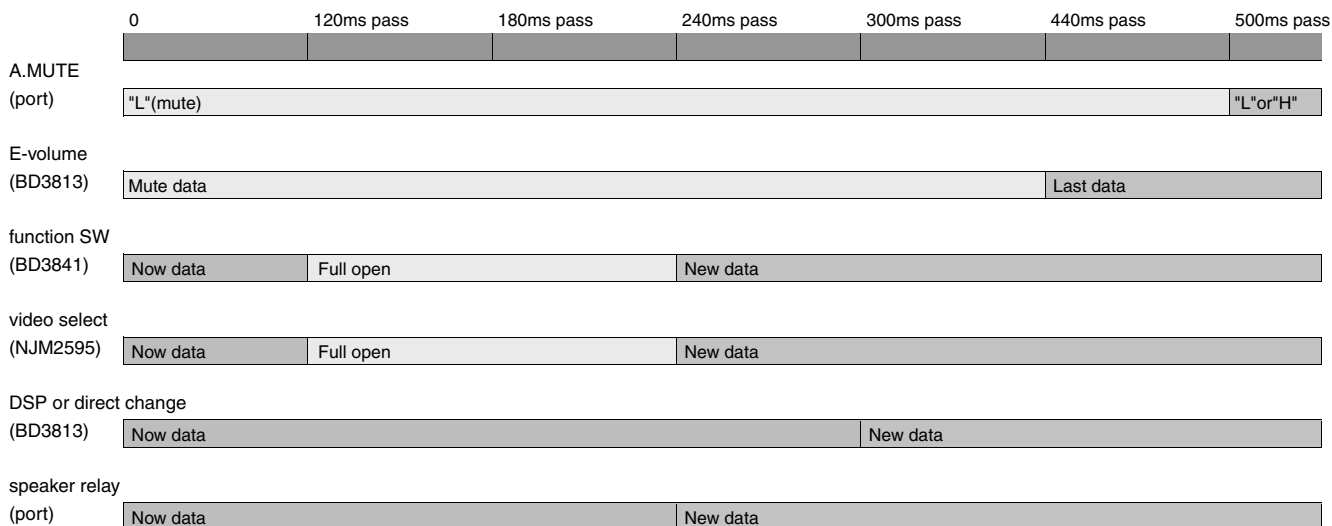 0 120ms pass 180ms pass 240ms pass 300ms pass 440ms pass 500ms pass
A.MUTE
(port) "L"(mute) "L"or"H"
E-volume
(BD3813) Mute data Last data
function SW
(BD3841) Now data Full open New data
video select
(NJM2595) Now data Full open New data
DSP or direct change
(BD3813) Now data New data
speaker relay
(port) Now data New data